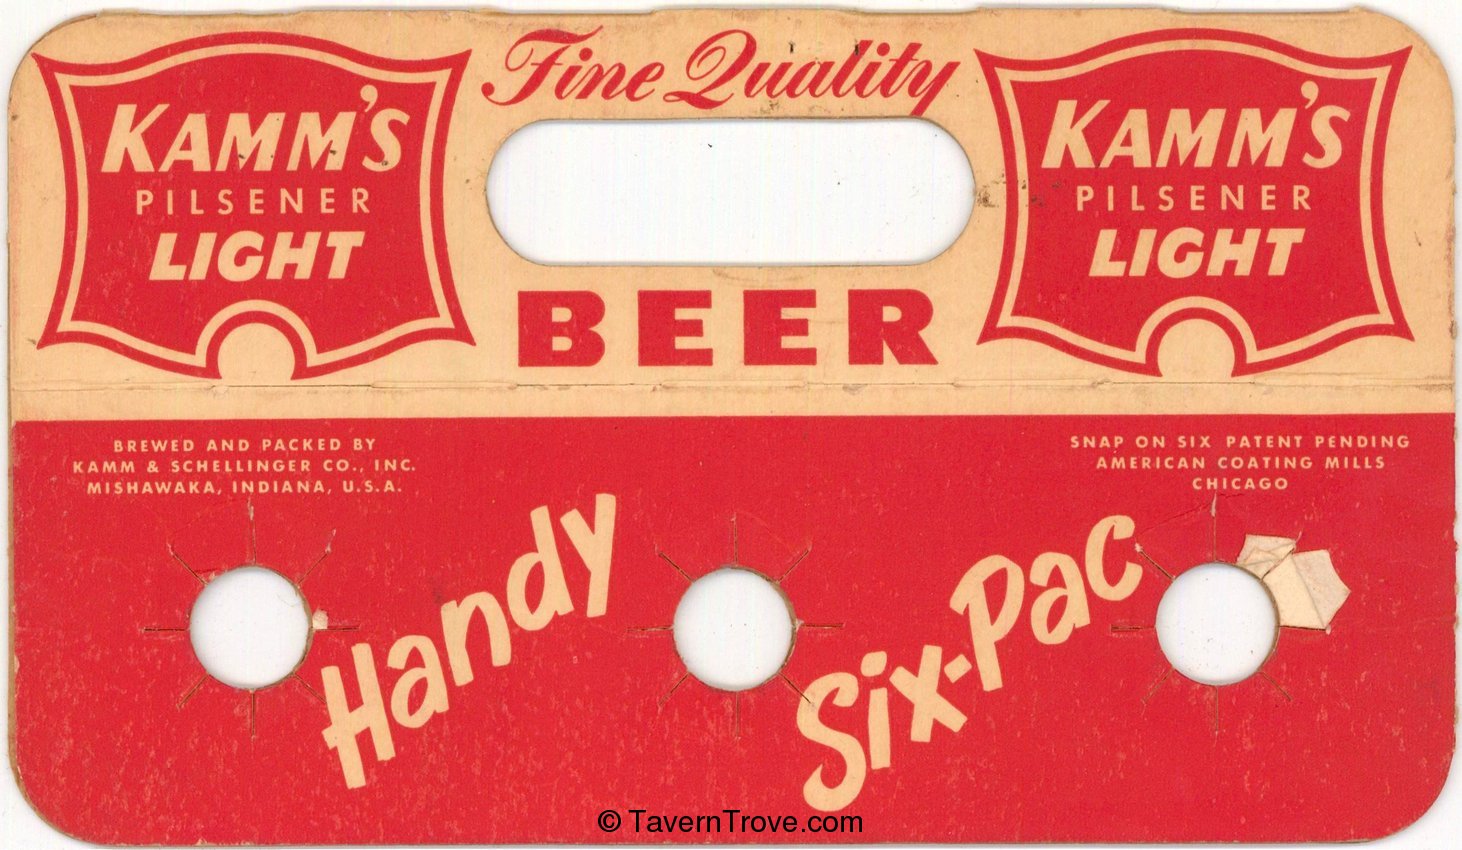 Fine Quality
KAMM'S
PILSENER
LIGHT
KAMM'S
PILSENER
LIGHT
BEER
BREWED AND PACKED BY
KAMM & SCHELLINGER CO., INC.
MISHAWAKA, INDIANA, U.S.A.
SNAP ON SIX PATENT PENDING
AMERICAN COATING MILLS
CHICAGO
Handy
Six-Pac
© TavernTrove.com